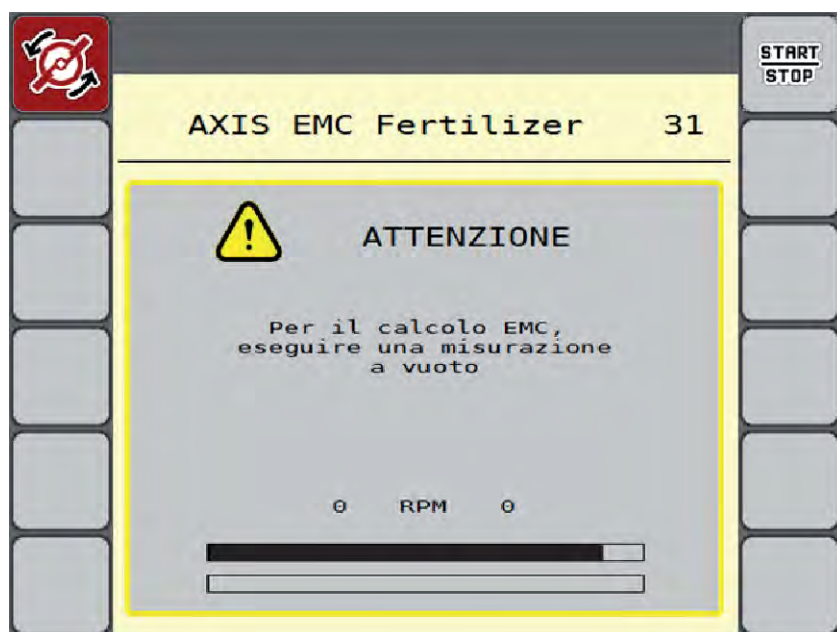 START
STOP
AXIS EMC Fertilizer 31
ATTENZIONE
Per il calcolo EMC,
eseguire una misurazione
a vuoto
0 RPM 0